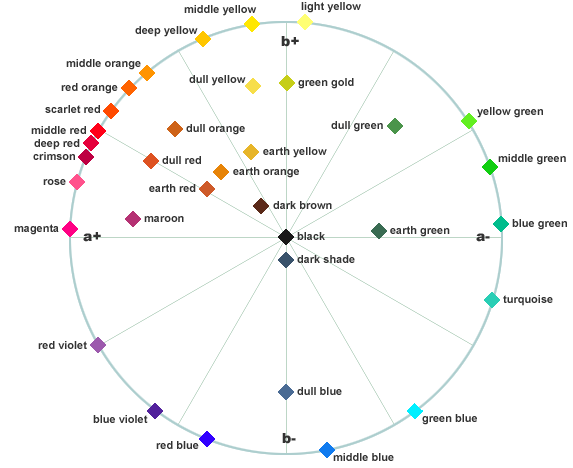 light yellow
middle yellow
deep yellow
b+
middle orange
dull yellow
green gold
red orange
scarlet red
yellow green
middle red
dull orange
dull green
deep red
crimson
earth yellow
middle green
dull red
earth orange
rose
earth red
dark brown
maroon
blue green
magenta
a+
black
earth green
a-
dark shade
turquoise
red violet
dull blue
blue violet
green blue
red blue
b-
middle blue